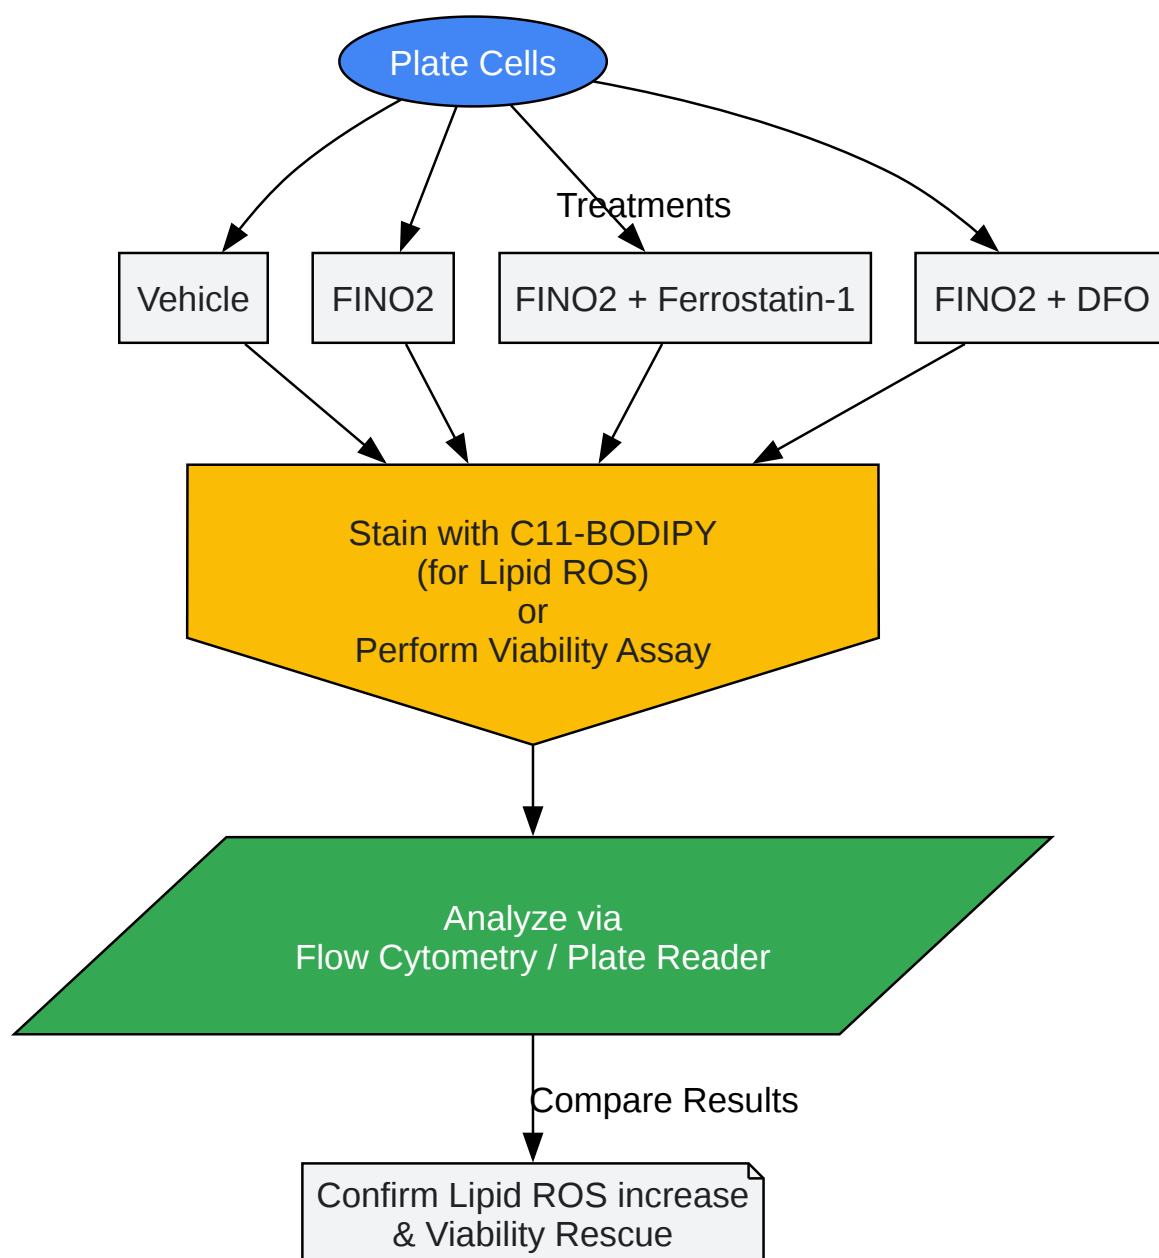 Plate Cells
Treatments
Vehicle
FINO2
FINO2 + Ferrostatin-1
FINO2 + DFO
Stain with C11-BODIPY
(for Lipid ROS)
or
Perform Viability Assay
Analyze via
Flow Cytometry / Plate Reader
Compare Results
Confirm Lipid ROS increase
& Viability Rescue